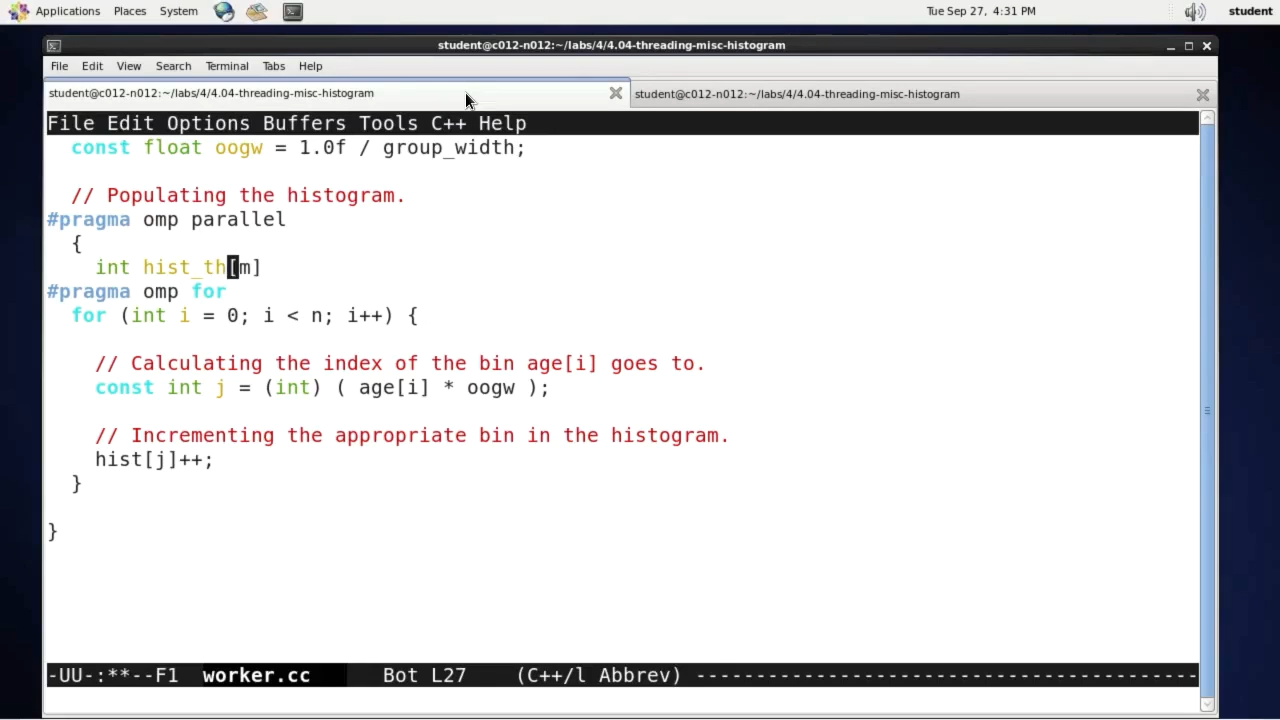 Applications Places System Tue Sep 27, 4:31 PM student
student@c012-n012:~/labs/4/4.04-threading-misc-histogram
File Edit View Search Terminal Tabs Help
student@c012-n012:~/labs/4/4.04-threading-misc-histogram student@c012-n012:~/labs/4/4.04-threading-misc-histogram
File Edit Options Buffers Tools C++ Help
const float oogw = 1.0f / group_width;
// Populating the histogram.
#pragma omp parallel
{
int hist_th[m]
#pragma omp for
for (int i = 0; i < n; i++) {
// Calculating the index of the bin age[i] goes to.
const int j = (int) ( age[i] * oogw );
// Incrementing the appropriate bin in the histogram.
hist[j]++;
}
}
-UU-:**--F1 worker.cc Bot L27 (C++/l Abbrev) ------------------------------------------